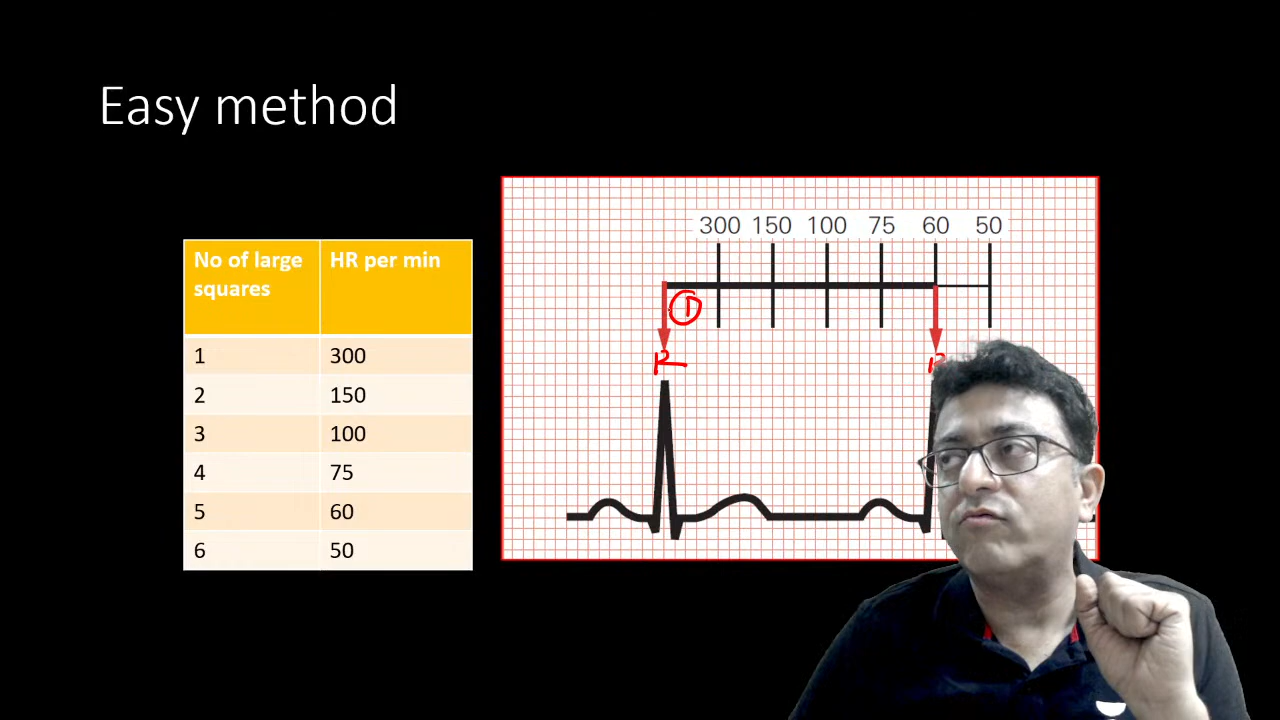 Easy method
No of large squares HR per min
1 300
2 150
3 100
4 75
5 60
6 50
300 150 100 75 60 50
①
R
R